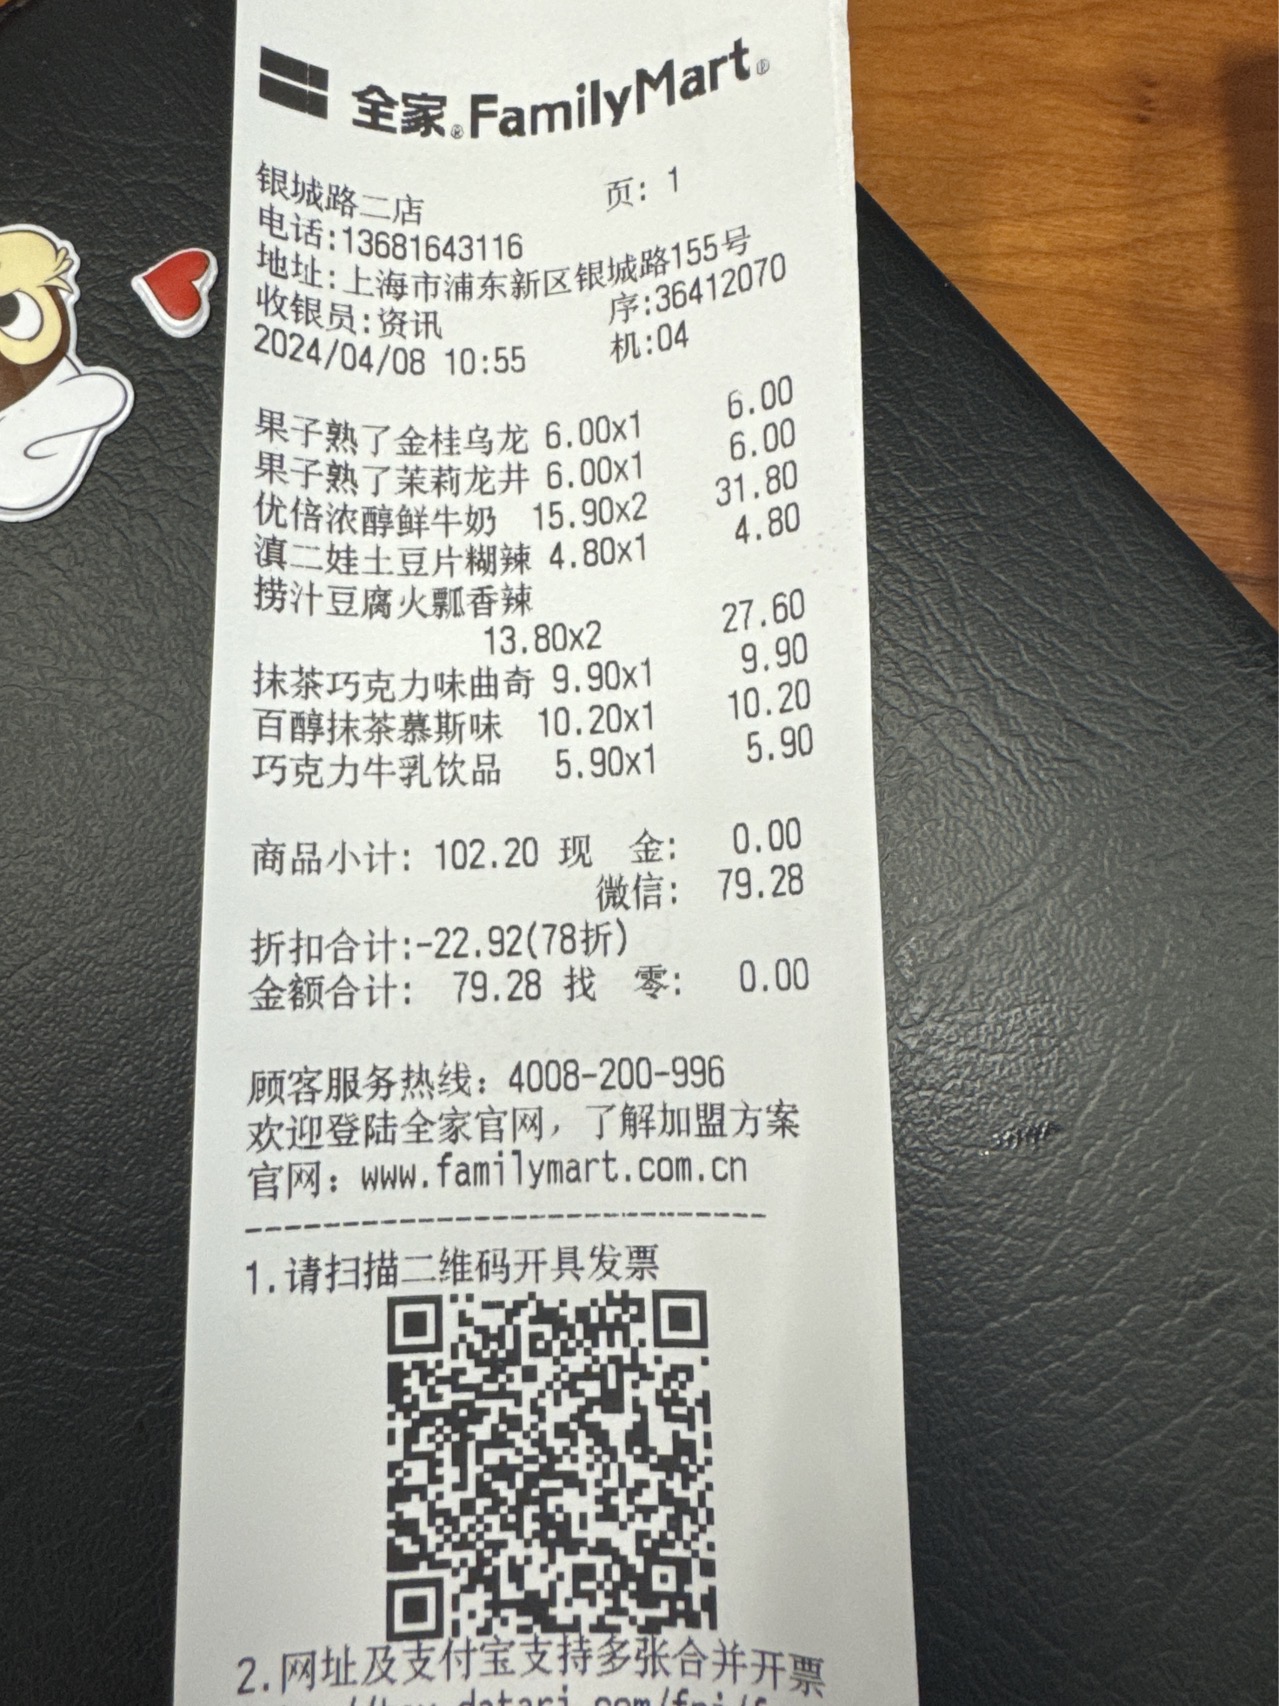 全家 FamilyMart
银城路二店 页: 1
电话:13681643116
地址:上海市浦东新区银城路155号
收银员:资讯 序:36412070
2024/04/08 10:55 机:04
果子熟了金桂乌龙 6.00x1 6.00
果子熟了茉莉龙井 6.00x1 6.00
优倍浓醇鲜牛奶 15.90x2 31.80
滇二娃土豆片糊辣 4.80x1 4.80
捞汁豆腐火瓢香辣
13.80x2 27.60
抹茶巧克力味曲奇 9.90x1 9.90
百醇抹茶慕斯味 10.20x1 10.20
巧克力牛乳饮品 5.90x1 5.90
商品小计: 102.20 现 金: 0.00
微信: 79.28
折扣合计:-22.92(78折)
金额合计: 79.28 找 零: 0.00
顾客服务热线: 4008-200-996
欢迎登陆全家官网，了解加盟方案
官网: www.familymart.com.cn
--------------------------------
1.请扫描二维码开具发票
2.网址及支付宝支持多张合并开票